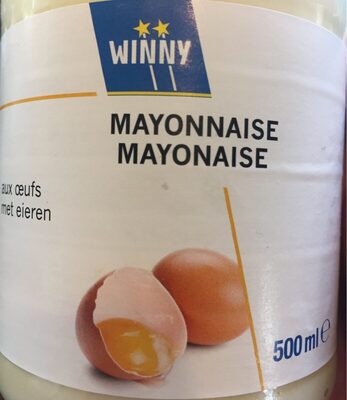 WINNY
MAYONNAISE
MAYONAISE
aux œufs
met eieren
500 ml e